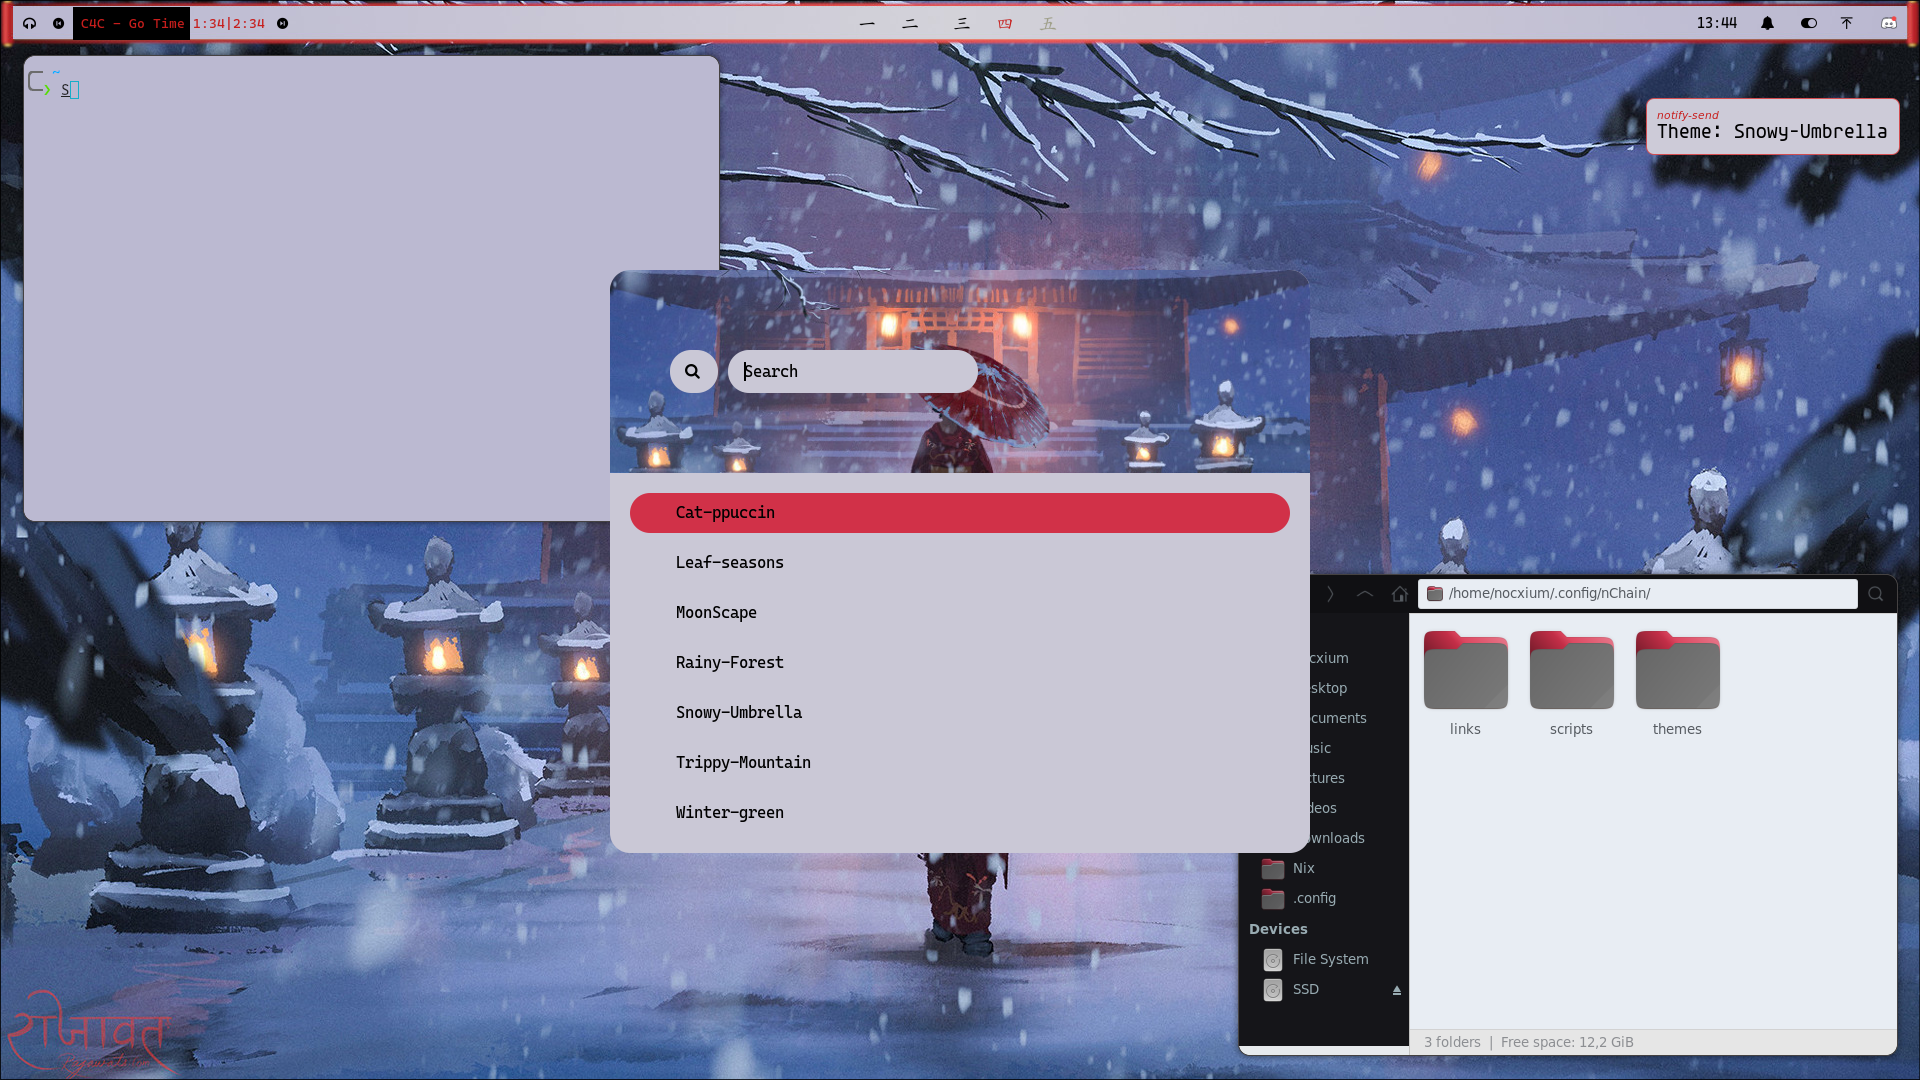 C4C - Go Time 1:34|2:34
一 二 三 四 五
13:44
~
S
notify-send
Theme: Snowy-Umbrella
Search
Cat-ppuccin
Leaf-seasons
MoonScape
Rainy-Forest
Snowy-Umbrella
Trippy-Mountain
Winter-green
/home/nocxium/.config/nChain/
cxium
sktop
cuments
usic
ctures
deos
wnloads
Nix
.config
Devices
File System
SSD
links
scripts
themes
3 folders | Free space: 12,2 GiB
राजावत